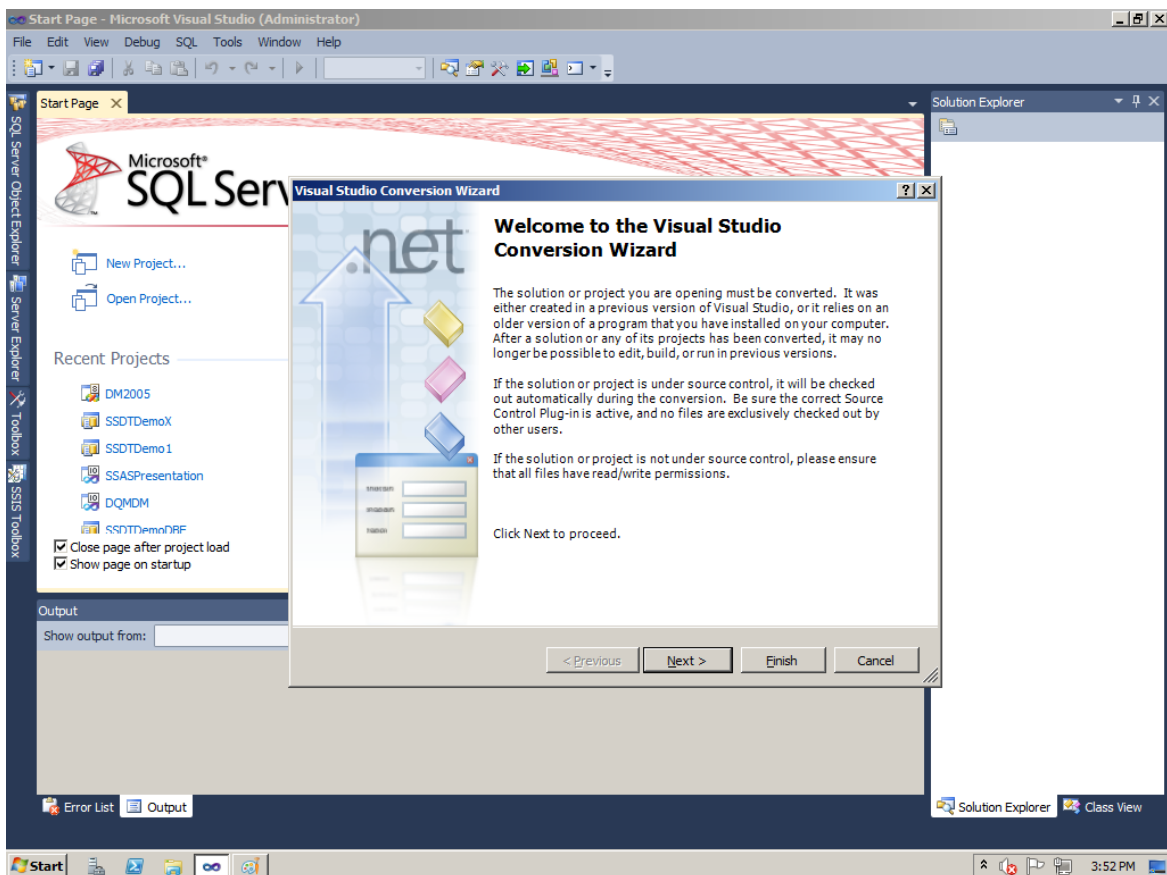 Start Page - Microsoft Visual Studio (Administrator)
File Edit View Debug SQL Tools Window Help
Start Page
Solution Explorer
SQL Server Object Explorer
Server Explorer
Toolbox
SSIS Toolbox
Microsoft®
SQL Serv
New Project...
Open Project...
Recent Projects
DM2005
SSDTDemoX
SSDTDemo1
SSASPresentation
DQMDM
SSDTDemoDBE
Close page after project load
Show page on startup
Visual Studio Conversion Wizard
.net
Welcome to the Visual Studio
Conversion Wizard
The solution or project you are opening must be converted. It was
either created in a previous version of Visual Studio, or it relies on an
older version of a program that you have installed on your computer.
After a solution or any of its projects has been converted, it may no
longer be possible to edit, build, or run in previous versions.
If the solution or project is under source control, it will be checked
out automatically during the conversion. Be sure the correct Source
Control Plug-in is active, and no files are exclusively checked out by
other users.
If the solution or project is not under source control, please ensure
that all files have read/write permissions.
Click Next to proceed.
< Previous Next > Finish Cancel
Output
Show output from:
Error List Output
Solution Explorer Class View
Start
3:52 PM